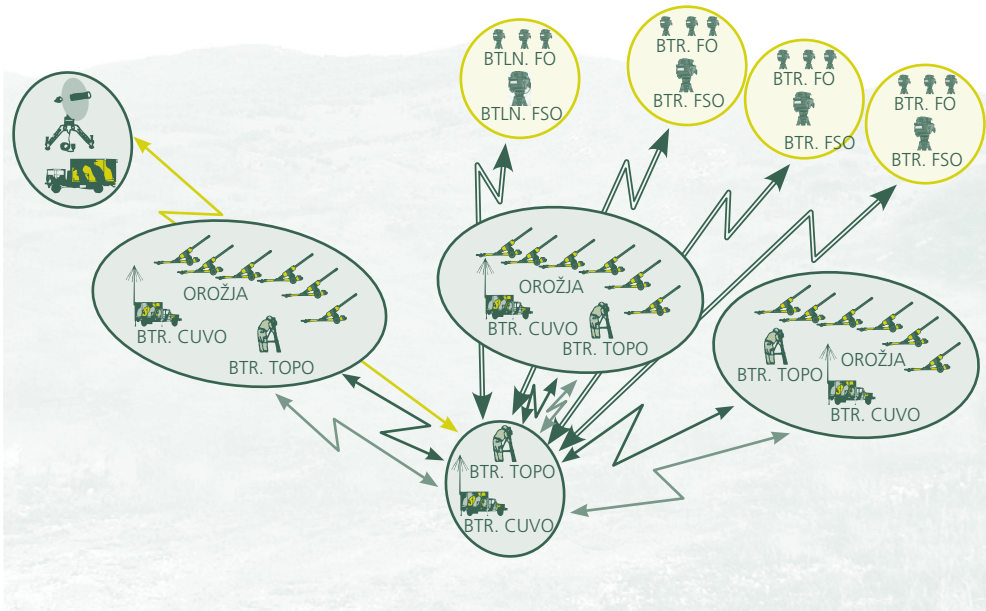 BTLN. FO
BTLN. FSO
BTR. FO
BTR. FSO
BTR. FO
BTR. FSO
BTR. FO
BTR. FSO
OROŽJA
BTR. CUVO
BTR. TOPO
OROŽJA
BTR. CUVO
BTR. TOPO
OROŽJA
BTR. TOPO
BTR. CUVO
BTR. TOPO
BTR. CUVO